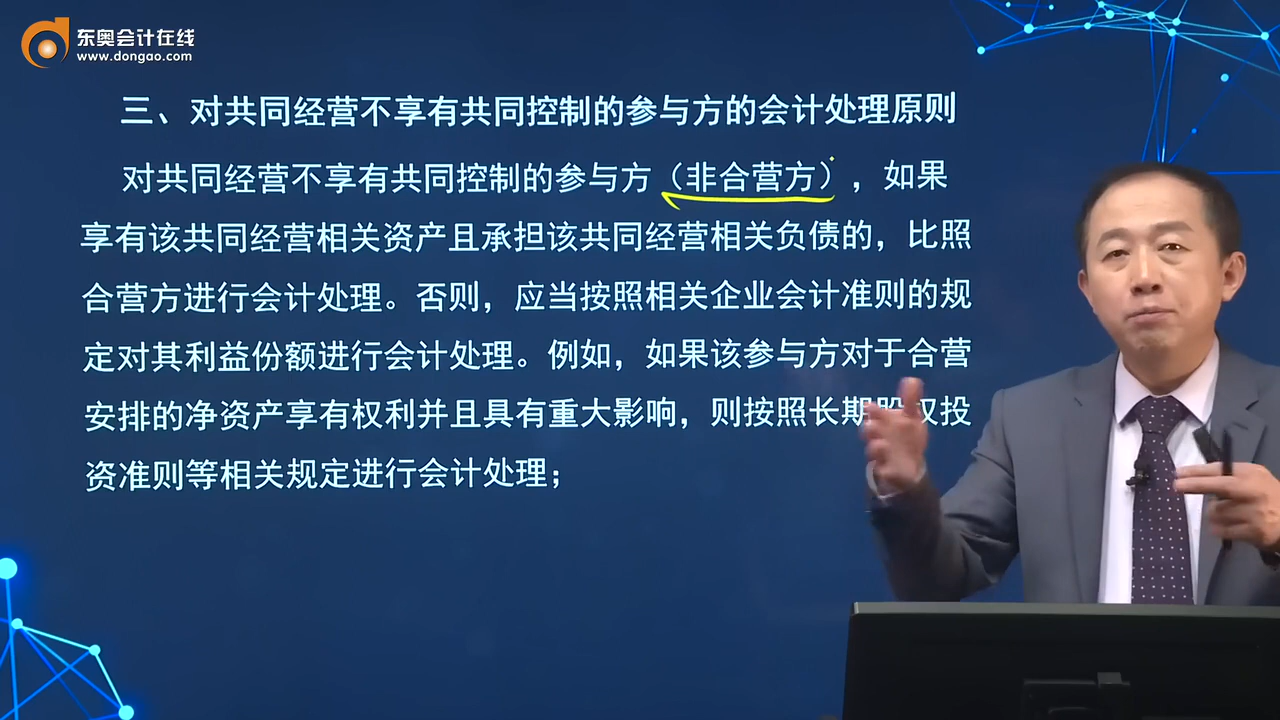 东奥会计在线
www.dongao.com
三、对共同经营不享有共同控制的参与方的会计处理原则
对共同经营不享有共同控制的参与方（非合营方），如果
享有该共同经营相关资产且承担该共同经营相关负债的，比照
合营方进行会计处理。否则，应当按照相关企业会计准则的规
定对其利益份额进行会计处理。例如，如果该参与方对于合营
安排的净资产享有权利并且具有重大影响，则按照长期股权投
资准则等相关规定进行会计处理；